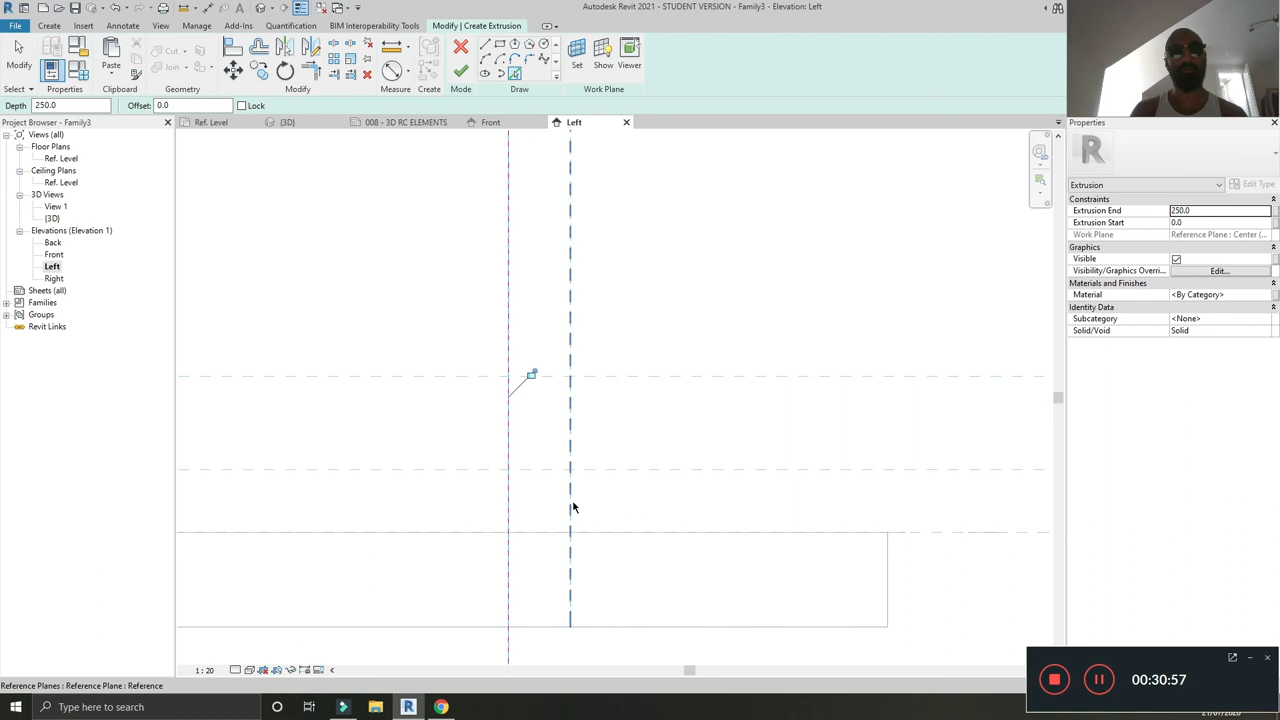 Autodesk Revit 2021 - STUDENT VERSION - Family3 - Elevation: Left
File Create Insert Annotate View Manage Add-Ins Quantification BIM Interoperability Tools Modify | Create Extrusion
Modify
Paste
Cut
Join
Set Show Viewer
Select Properties Clipboard Geometry Modify Measure Create Mode Draw Work Plane
Depth 250.0 Offset: 0.0 Lock
Project Browser - Family3
Ref. Level {3D} 008 - 3D RC ELEMENTS Front Left
Properties
Views (all)
Floor Plans
Ref. Level
Ceiling Plans
Ref. Level
3D Views
View 1
{3D}
Elevations (Elevation 1)
Back
Front
Left
Right
Sheets (all)
Families
Groups
Revit Links
Extrusion Edit Type
Constraints
Extrusion End 250.0
Extrusion Start 0.0
Work Plane Reference Plane : Center (...
Graphics
Visible
Visibility/Graphics Overri... Edit...
Materials and Finishes
Material <By Category>
Identity Data
Subcategory <None>
Solid/Void Solid
1 : 20
Reference Planes : Reference Plane : Reference
00:30:57
Type here to search